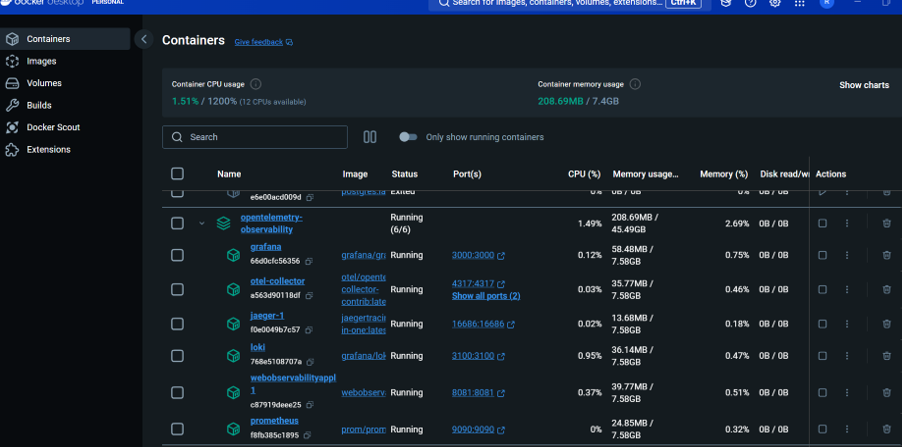 docker desktop PERSONAL
Search for images, containers, volumes, extensions... Ctrl+K
R
Containers
Images
Volumes
Builds
Docker Scout
Extensions
Containers Give feedback
Container CPU usage
1.51% / 1200% (12 CPUs available)
Container memory usage
208.69MB / 7.4GB
Show charts
Search
Only show running containers
Name Image Status Port(s) CPU (%) Memory usage... Memory (%) Disk read/w Actions
e6e00acd009d postgres:la Exited 0% 0B / 0B 0% 0B / 0B
opentelemetry-
observability
Running
(6/6)
1.49% 208.69MB /
45.49GB
2.69% 0B / 0B
grafana
66d0cfc56356
grafana/gra Running 3000:3000 0.12% 58.48MB /
7.58GB
0.75% 0B / 0B
otel-collector
a563d90118df
otel/opente
collector-
contrib:late
Running 4317:4317
Show all ports (2)
0.03% 35.77MB /
7.58GB
0.46% 0B / 0B
jaeger-1
f0e0049b7c57
jaegertracin
in-one:lates
Running 16686:16686 0.02% 13.68MB /
7.58GB
0.18% 0B / 0B
loki
768e5108707a
grafana/lok Running 3100:3100 0.95% 36.14MB /
7.58GB
0.47% 0B / 0B
webobservabilityappl
1
c87919deee25
webobserv Running 8081:8081 0.37% 39.77MB /
7.58GB
0.51% 0B / 0B
prometheus
f8fb385c1895
prom/prom Running 9090:9090 0% 24.85MB /
7.58GB
0.32% 0B / 0B